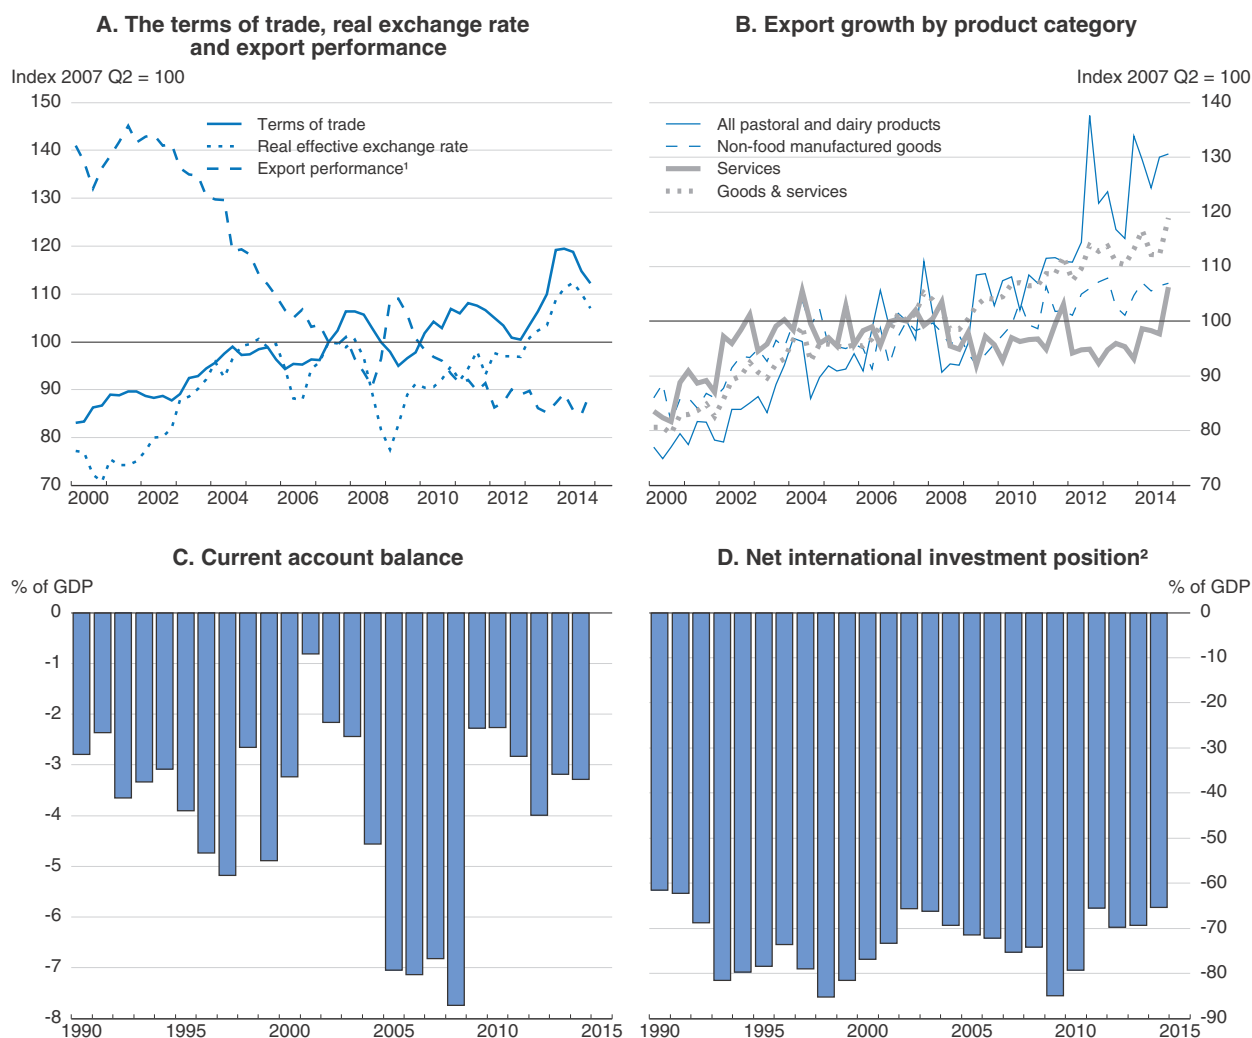 A. The terms of trade, real exchange rate
and export performance
Index 2007 Q2 = 100
150
140
130
120
110
100
90
80
70
Terms of trade
Real effective exchange rate
Export performance¹
2000 2002 2004 2006 2008 2010 2012 2014
B. Export growth by product category
Index 2007 Q2 = 100
140
130
120
110
100
90
80
70
All pastoral and dairy products
Non-food manufactured goods
Services
Goods & services
2000 2002 2004 2006 2008 2010 2012 2014
C. Current account balance
% of GDP
0
-1
-2
-3
-4
-5
-6
-7
-8
1990 1995 2000 2005 2010 2015
D. Net international investment position²
% of GDP
0
-10
-20
-30
-40
-50
-60
-70
-80
-90
1990 1995 2000 2005 2010 2015